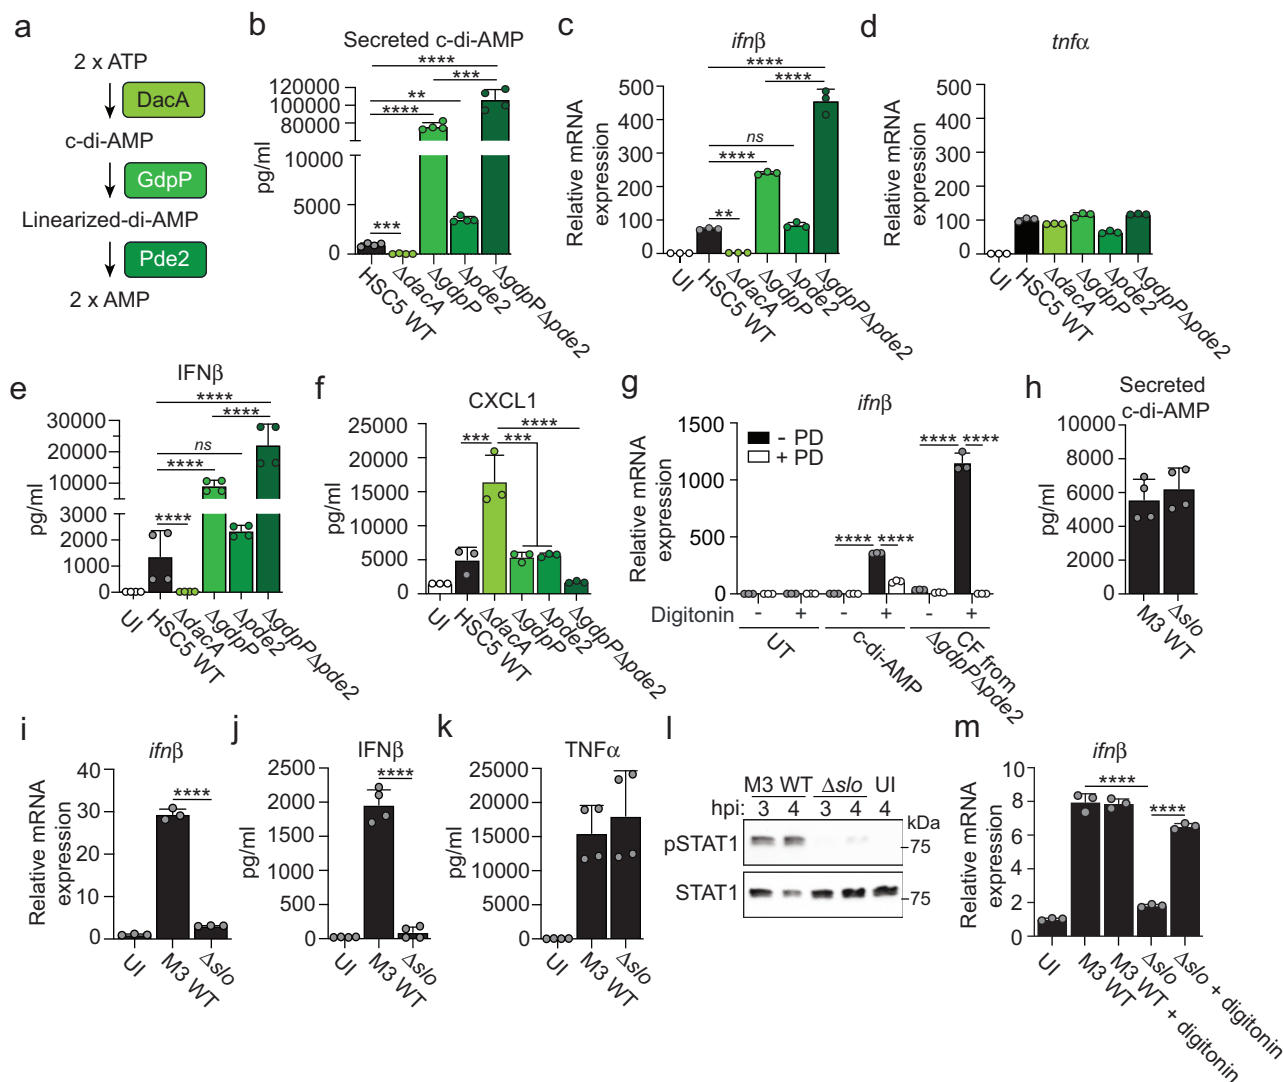 a
2 x ATP
DacA
c-di-AMP
GdpP
Linearized-di-AMP
Pde2
2 x AMP
b
Secreted c-di-AMP
****
***
**
****
***
pg/ml
120000
100000
80000
10000
5000
0
HSC5 WT
ΔdacA
ΔgdpP
Δpde2
ΔgdpPΔpde2
c
ifnβ
****
****
ns
****
**
Relative mRNA
expression
500
400
300
200
100
0
UI
HSC5 WT
ΔdacA
ΔgdpP
Δpde2
ΔgdpPΔpde2
d
tnfα
Relative mRNA
expression
500
400
300
200
100
0
UI
HSC5 WT
ΔdacA
ΔgdpP
Δpde2
ΔgdpPΔpde2
e
IFNβ
****
****
ns
****
****
pg/ml
30000
20000
10000
3000
2000
1000
0
UI
HSC5 WT
ΔdacA
ΔgdpP
Δpde2
ΔgdpPΔpde2
f
CXCL1
****
***
***
pg/ml
25000
20000
15000
10000
5000
0
UI
HSC5 WT
ΔdacA
ΔgdpP
Δpde2
ΔgdpPΔpde2
g
ifnβ
- PD
+ PD
****
****
****
****
Relative mRNA
expression
1500
1000
500
0
Digitonin - + - + - +
UT
c-di-AMP
CF from
ΔgdpPΔpde2
h
Secreted
c-di-AMP
pg/ml
10000
8000
6000
4000
2000
0
M3 WT
Δslo
i
ifnβ
****
Relative mRNA
expression
40
30
20
10
0
UI
M3 WT
Δslo
j
IFNβ
****
pg/ml
2500
2000
1500
1000
500
0
UI
M3 WT
Δslo
k
TNFα
pg/ml
25000
20000
15000
10000
5000
0
UI
M3 WT
Δslo
l
M3 WT Δslo UI
hpi: 3 4 3 4 4
kDa
pSTAT1
75
STAT1
75
m
ifnβ
****
****
Relative mRNA
expression
10
8
6
4
2
0
UI
M3 WT
M3 WT + digitonin
Δslo
Δslo + digitonin